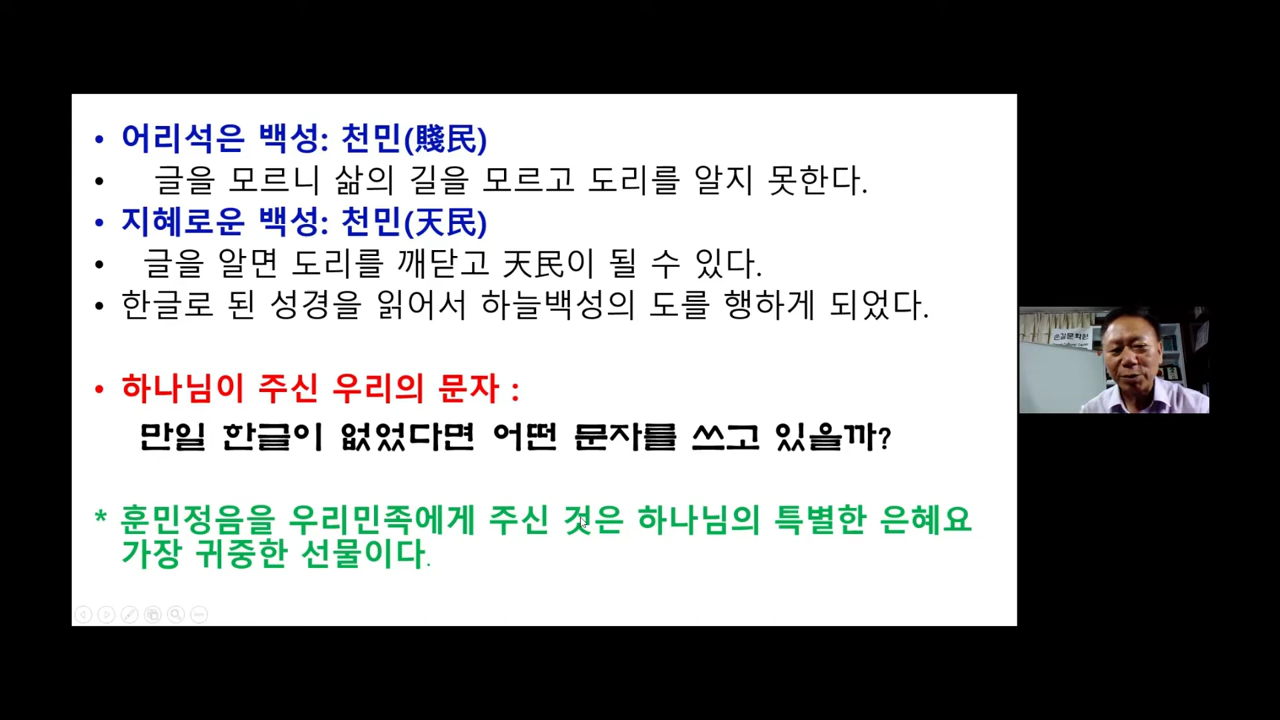 • 어리석은 백성: 천민(賤民)
• 글을 모르니 삶의 길을 모르고 도리를 알지 못한다.
• 지혜로운 백성: 천민(天民)
• 글을 알면 도리를 깨닫고 天民이 될 수 있다.
• 한글로 된 성경을 읽어서 하늘백성의 도를 행하게 되었다.
• 하나님이 주신 우리의 문자 :
만일 한글이 없었다면 어떤 문자를 쓰고 있을까?
* 훈민정음을 우리민족에게 주신 것은 하나님의 특별한 은혜요
가장 귀중한 선물이다.